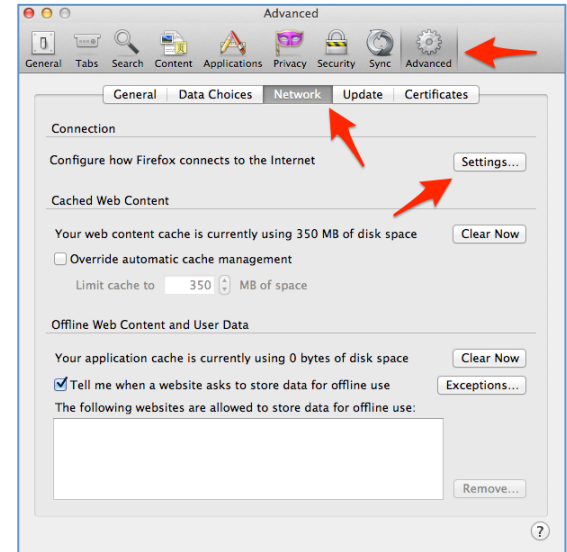 Advanced
General Tabs Search Content Applications Privacy Security Sync Advanced
General Data Choices Network Update Certificates
Connection
Configure how Firefox connects to the Internet Settings...
Cached Web Content
Your web content cache is currently using 350 MB of disk space Clear Now
Override automatic cache management
Limit cache to 350 MB of space
Offline Web Content and User Data
Your application cache is currently using 0 bytes of disk space Clear Now
Tell me when a website asks to store data for offline use Exceptions...
The following websites are allowed to store data for offline use:
Remove...
?